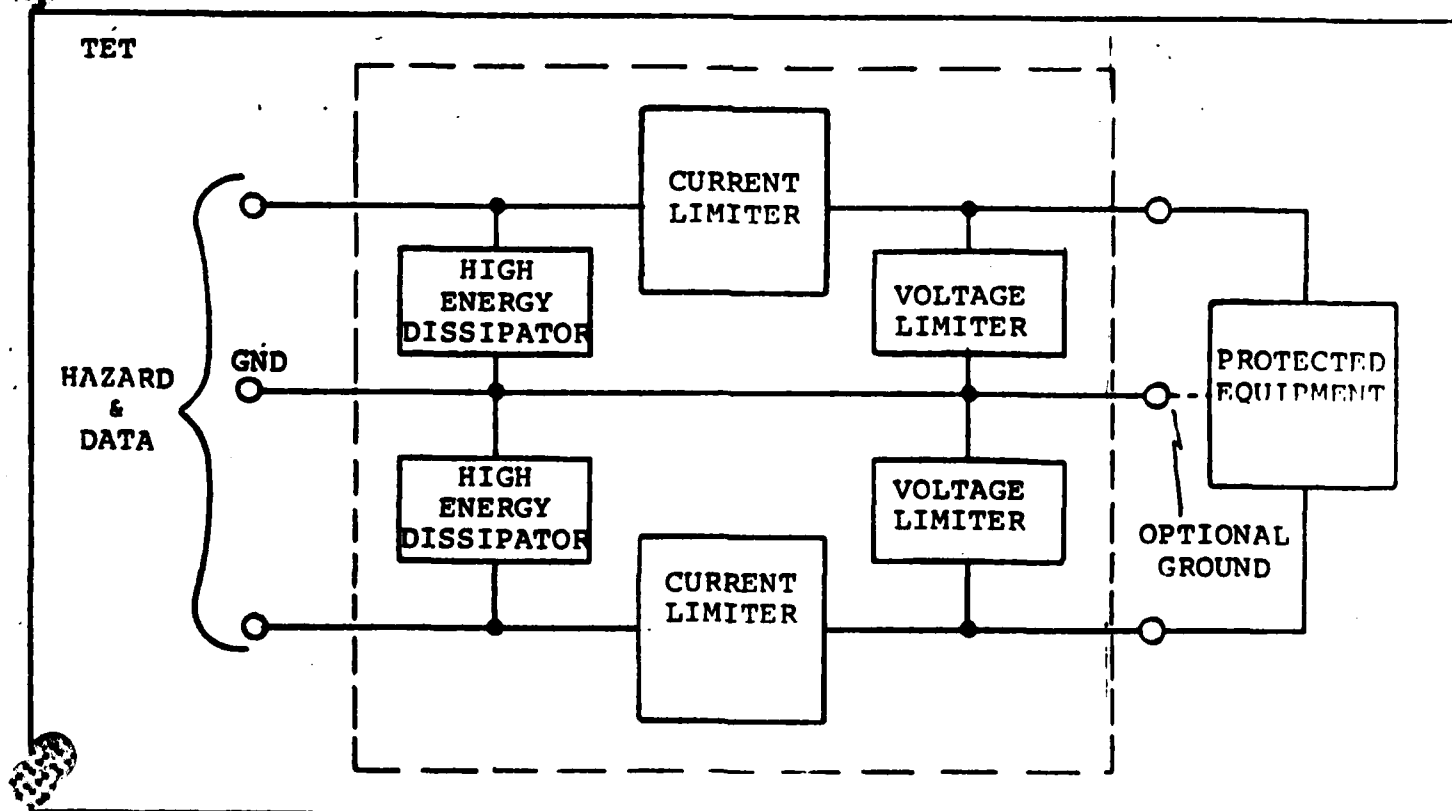 TET
CURRENT
LIMITER
HIGH
ENERGY
DISSIPATOR
VOLTAGE
LIMITER
HAZARD
&
DATA
GND
PROTECTED
EQUIPMENT
HIGH
ENERGY
DISSIPATOR
VOLTAGE
LIMITER
OPTIONAL
GROUND
CURRENT
LIMITER